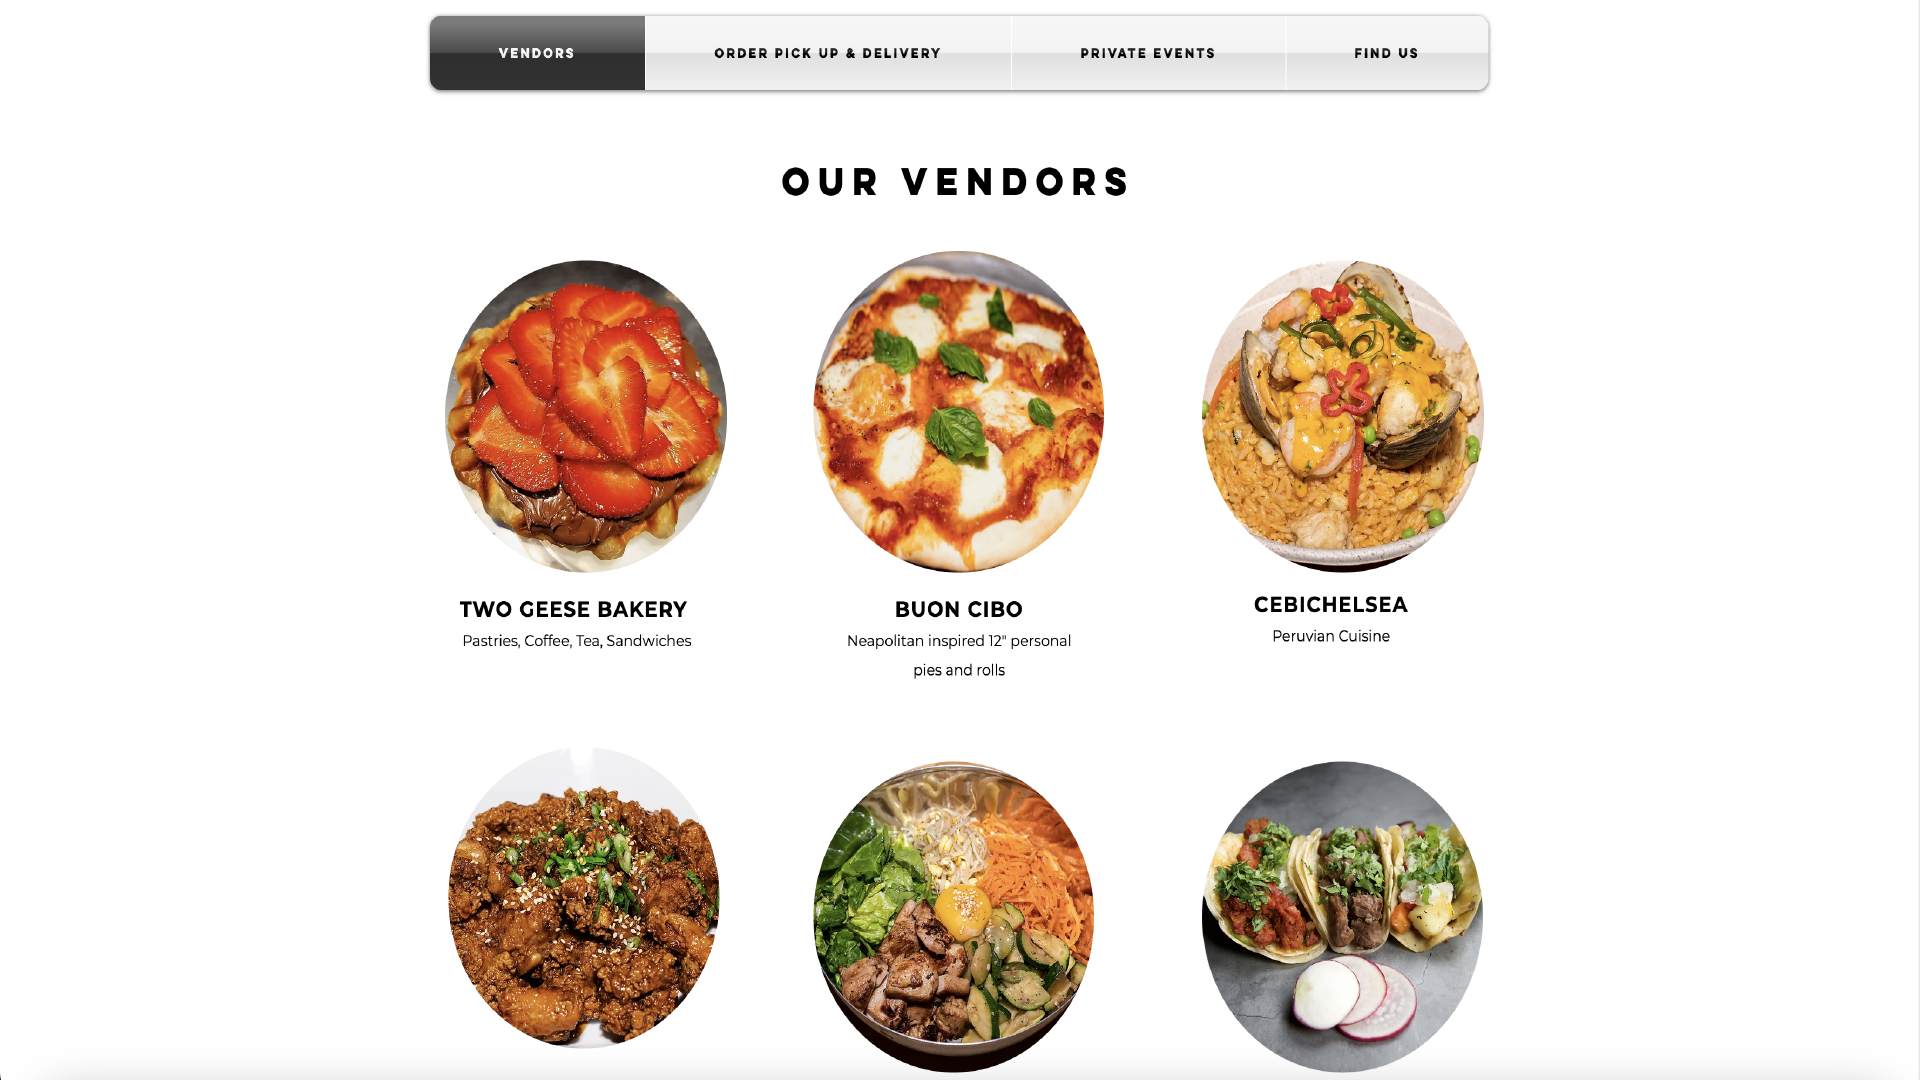 VENDORS
ORDER PICK UP & DELIVERY
PRIVATE EVENTS
FIND US
OUR VENDORS
TWO GEESE BAKERY
Pastries, Coffee, Tea, Sandwiches
BUON CIBO
Neapolitan inspired 12" personal
pies and rolls
CEBICHELSEA
Peruvian Cuisine